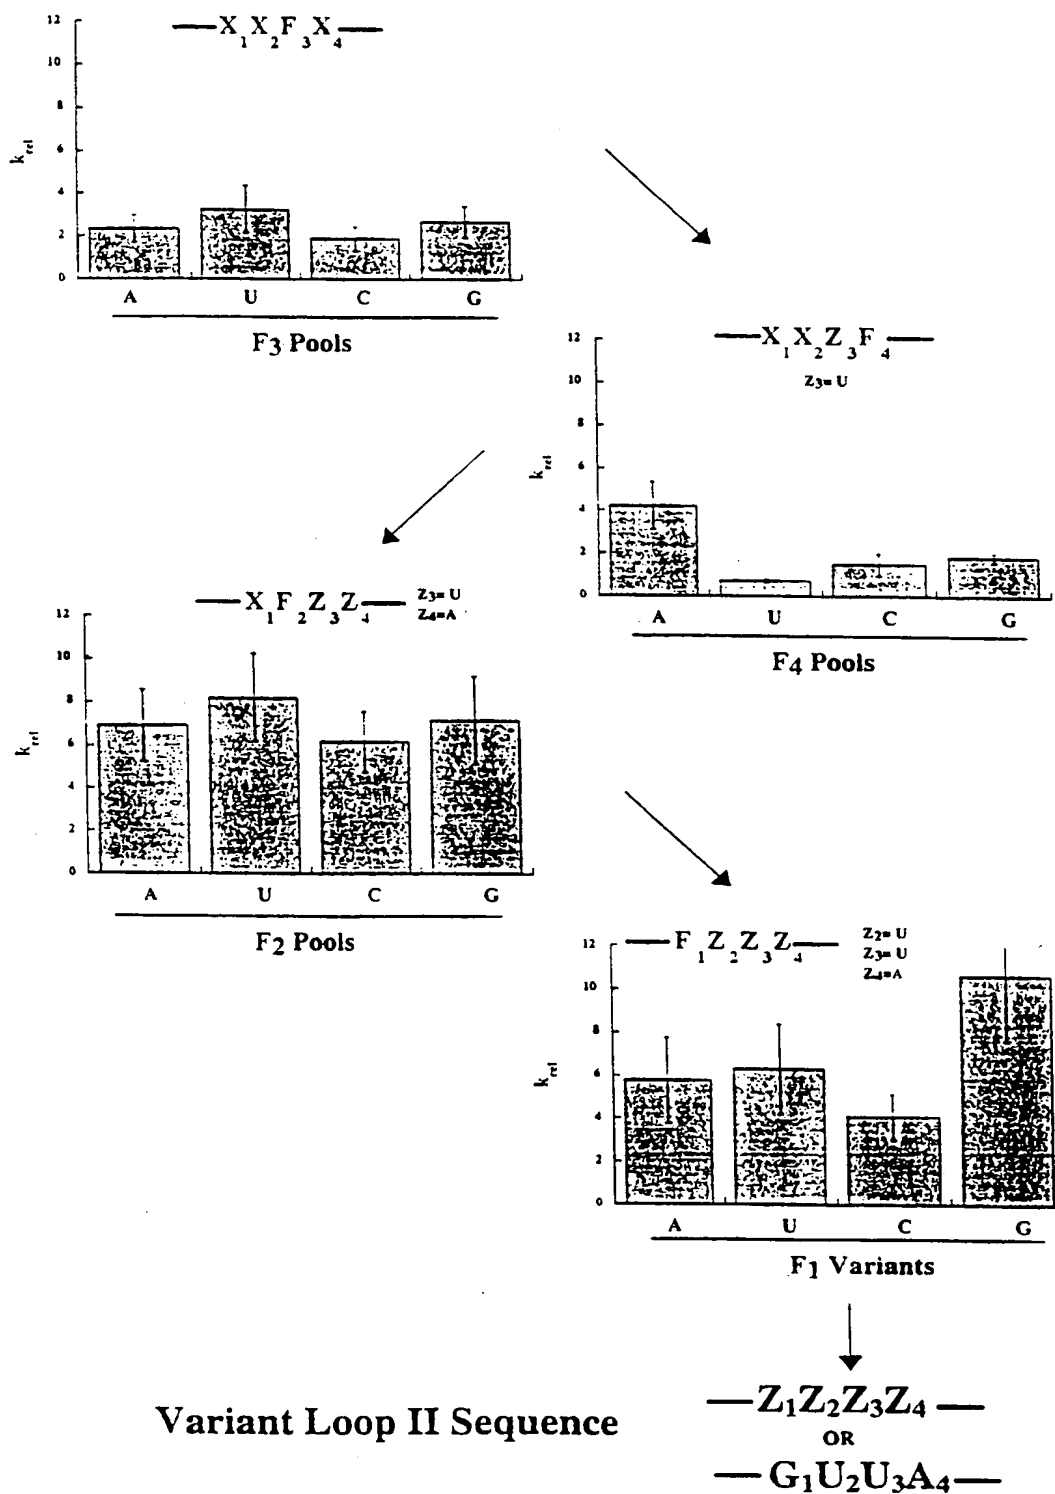 —X1X2F3X4—
12
10
8
6
4
2
0
krel
A U C G
F3 Pools
—X1X2Z3F4—
Z3= U
12
10
8
6
4
2
0
krel
A U C G
F4 Pools
—X1F2Z3Z4—
Z3= U
Z4=A
12
10
8
6
4
2
0
krel
A U C G
F2 Pools
—F1Z2Z3Z4—
Z2= U
Z3= U
Z4=A
12
10
8
6
4
2
0
krel
A U C G
F1 Variants
Variant Loop II Sequence
—Z1Z2Z3Z4—
OR
—G1U2U3A4—